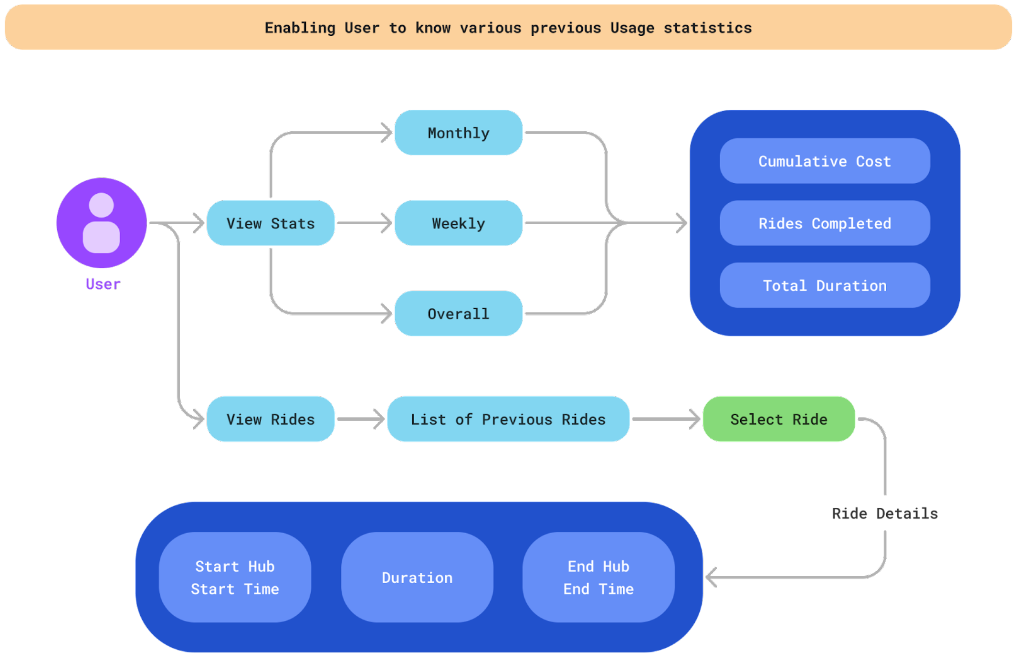 Enabling User to know various previous Usage statistics
Monthly
Cumulative Cost
View Stats
Weekly
Rides Completed
User
Total Duration
Overall
View Rides
List of Previous Rides
Select Ride
Ride Details
Start Hub
Start Time
Duration
End Hub
End Time